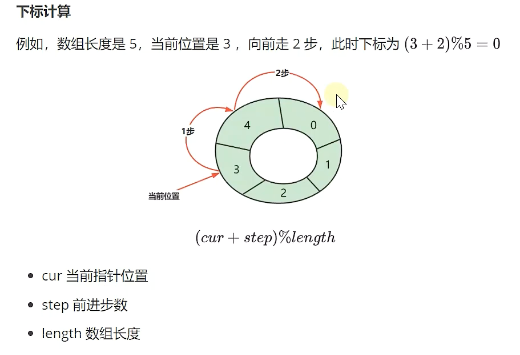 下标计算
例如，数组长度是 5，当前位置是 3 ，向前走 2 步，此时下标为 (3 + 2)%5 = 0
2步
4
0
1步
1
3
当前位置
2
(cur + step)%length
• cur 当前指针位置
• step 前进步数
• length 数组长度